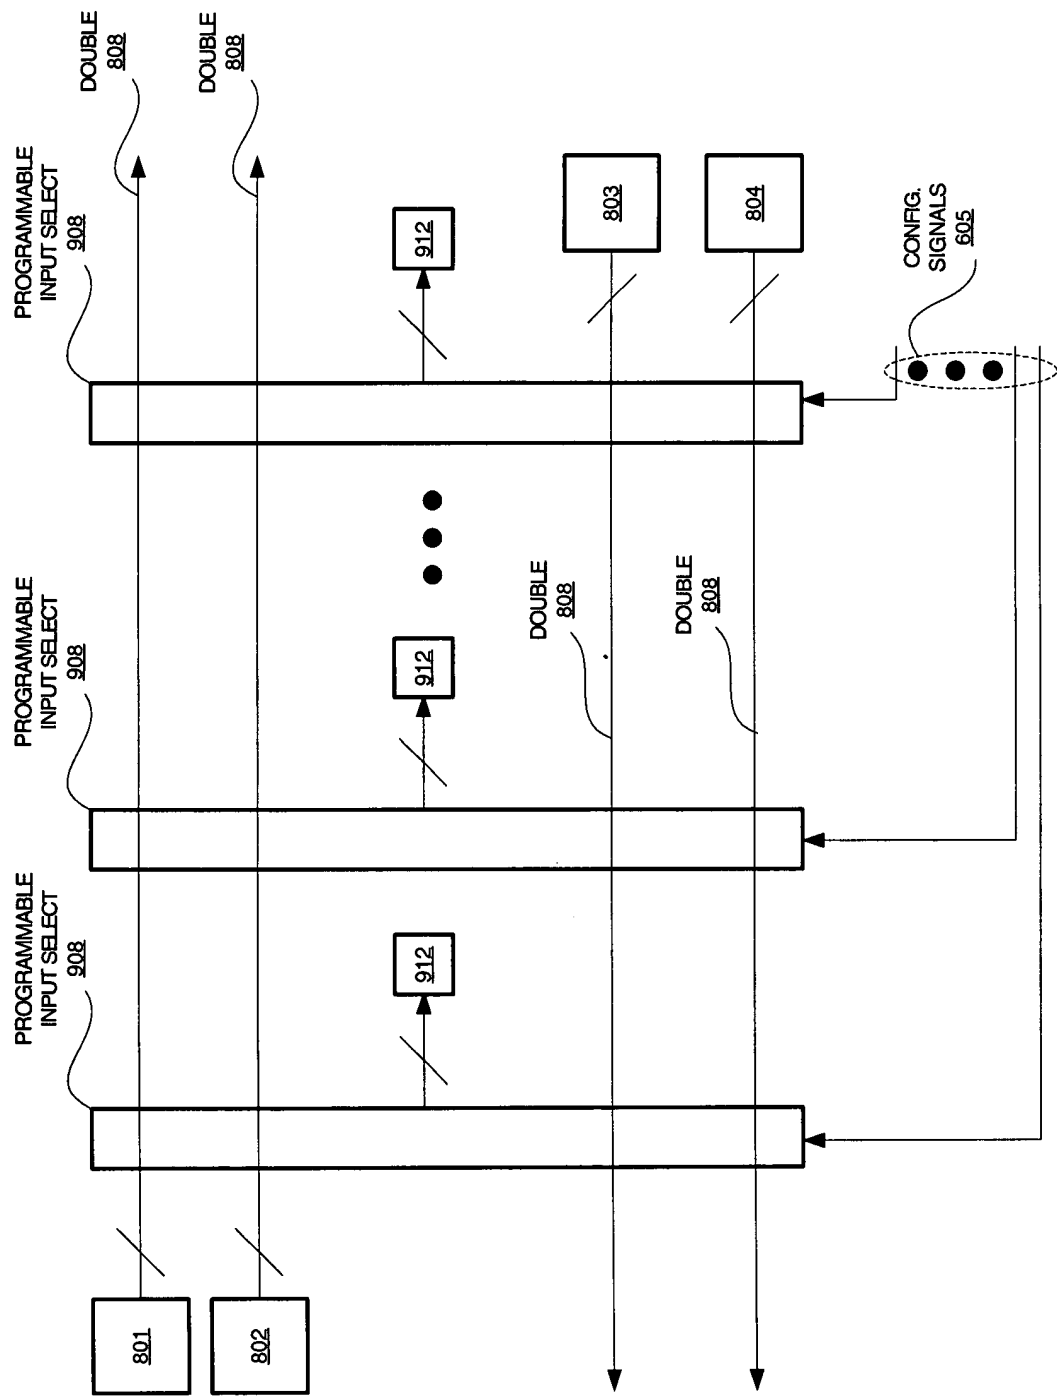 PROGRAMMABLE
INPUT SELECT
908
PROGRAMMABLE
INPUT SELECT
908
PROGRAMMABLE
INPUT SELECT
908
DOUBLE
808
801
DOUBLE
808
802
912
912
912
DOUBLE
808
803
DOUBLE
808
804
CONFIG.
SIGNALS
605